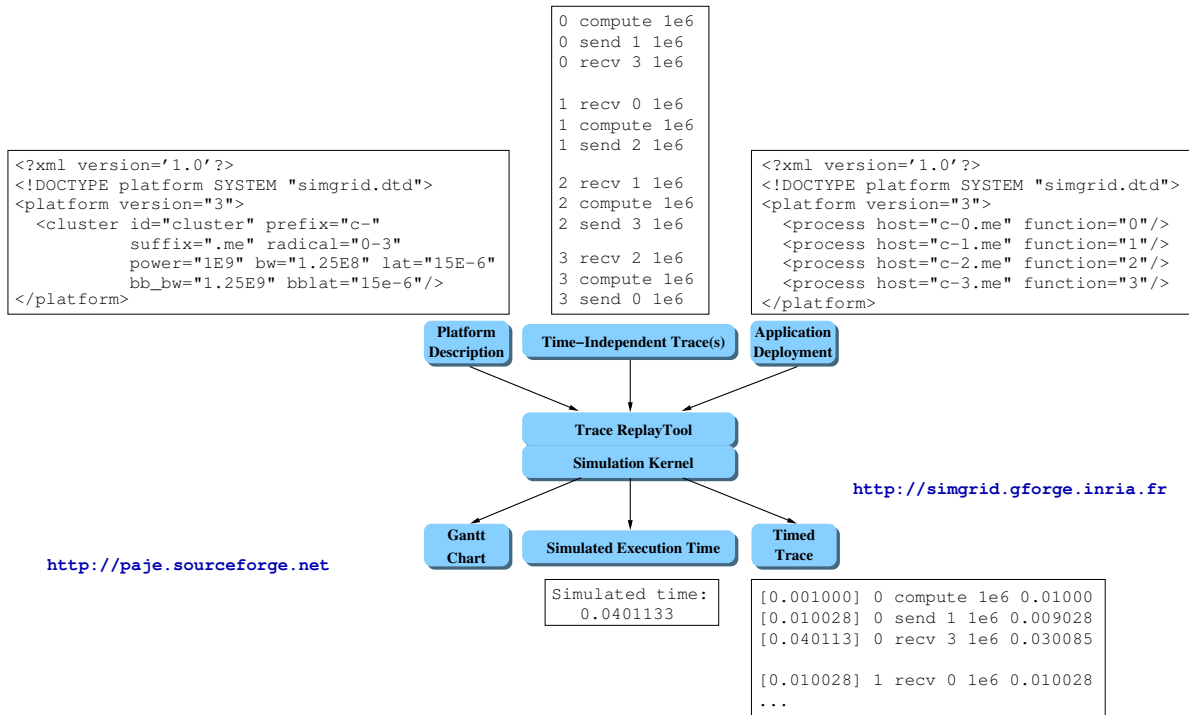 0 compute 1e6
0 send 1 1e6
0 recv 3 1e6
1 recv 0 1e6
1 compute 1e6
1 send 2 1e6
2 recv 1 1e6
2 compute 1e6
2 send 3 1e6
3 recv 2 1e6
3 compute 1e6
3 send 0 1e6
<?xml version='1.0'?>
<!DOCTYPE platform SYSTEM "simgrid.dtd">
<platform version="3">
<cluster id="cluster" prefix="c-"
suffix=".me" radical="0-3"
power="1E9" bw="1.25E8" lat="15E-6"
bb_bw="1.25E9" bblat="15e-6"/>
</platform>
<?xml version='1.0'?>
<!DOCTYPE platform SYSTEM "simgrid.dtd">
<platform version="3">
<process host="c-0.me" function="0"/>
<process host="c-1.me" function="1"/>
<process host="c-2.me" function="2"/>
<process host="c-3.me" function="3"/>
</platform>
Platform
Description
Time-Independent Trace(s)
Application
Deployment
Trace ReplayTool
Simulation Kernel
http://simgrid.gforge.inria.fr
Gantt
Chart
Simulated Execution Time
Timed
Trace
http://paje.sourceforge.net
Simulated time:
0.0401133
[0.001000] 0 compute 1e6 0.01000
[0.010028] 0 send 1 1e6 0.009028
[0.040113] 0 recv 3 1e6 0.030085
[0.010028] 1 recv 0 1e6 0.010028
...